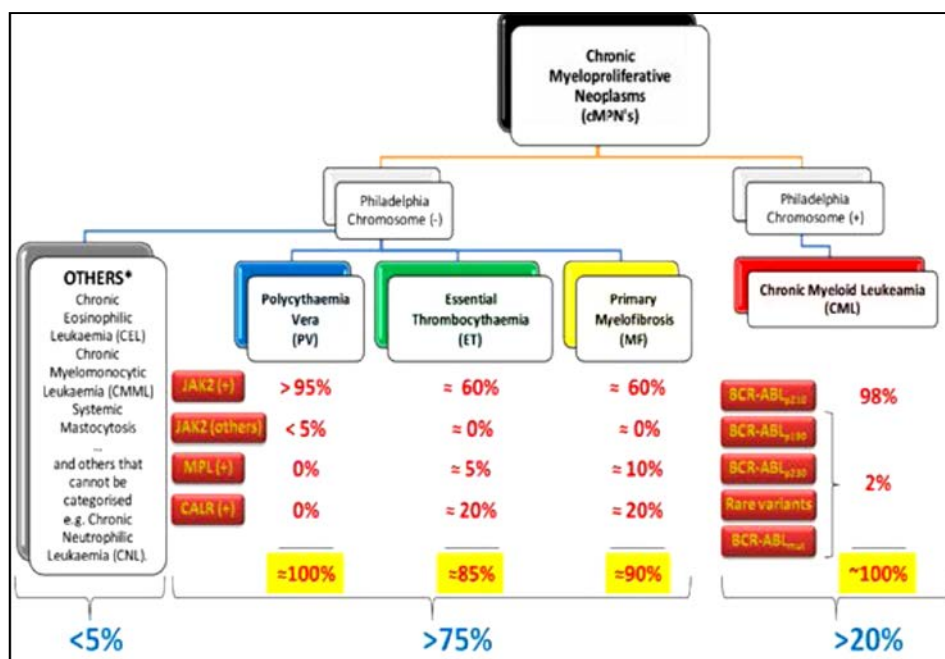 Chronic
Myeloproliferative
Neoplasms
(cMPN's)
Philadelphia
Chromosome (-)
Philadelphia
Chromosome (+)
OTHERS*
Chronic
Eosinophilic
Leukaemia (CEL)
Chronic
Myelomonocytic
Leukaemia (CMML)
Systemic
Mastocytosis
...
and others that
cannot be
categorised
e.g. Chronic
Neutrophilic
Leukaemia (CNL).
Polycythaemia
Vera
(PV)
Essential
Thrombocythaemia
(ET)
Primary
Myelofibrosis
(MF)
Chronic Myeloid Leukeamia
(CML)
JAK2 (+) > 95% ≈ 60% ≈ 60%
JAK2 (others) < 5% ≈ 0% ≈ 0%
MPL (+) 0% ≈ 5% ≈ 10%
CALR (+) 0% ≈ 20% ≈ 20%
≈100% ≈85% ≈90%
BCR-ABLp210 98%
BCR-ABLp190
BCR-ABLp230
2%
Rare variants
BCR-ABLmut
~100%
<5% >75% >20%